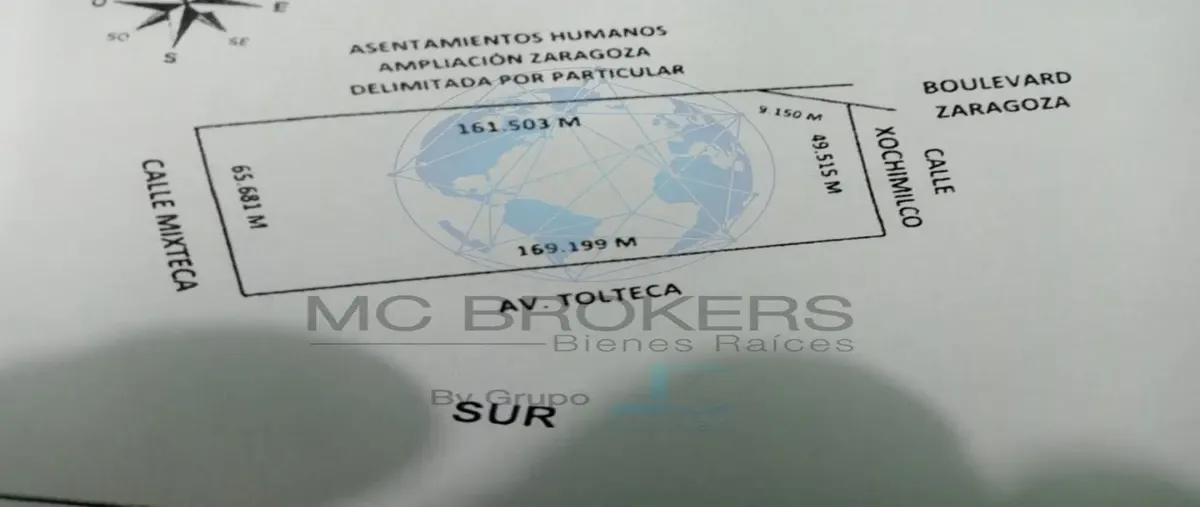 O
E
SO
SE
S
ASENTAMIENTOS HUMANOS
AMPLIACIÓN ZARAGOZA
DELIMITADA POR PARTICULAR
BOULEVARD
ZARAGOZA
161.503 M
9.150 M
49.515 M
CALLE
XOCHIMILCO
CALLE MIXTECA
65.681 M
169.199 M
AV. TOLTECA
MC BROKERS
Bienes Raíces
By Grupo
SUR